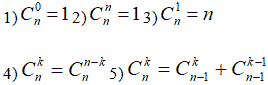 1) C_n^0 = 1 2) C_n^n = 1 3) C_n^1 = n
4) C_n^k = C_n^{n-k} 5) C_n^k = C_{n-1}^k + C_{n-1}^{k-1}